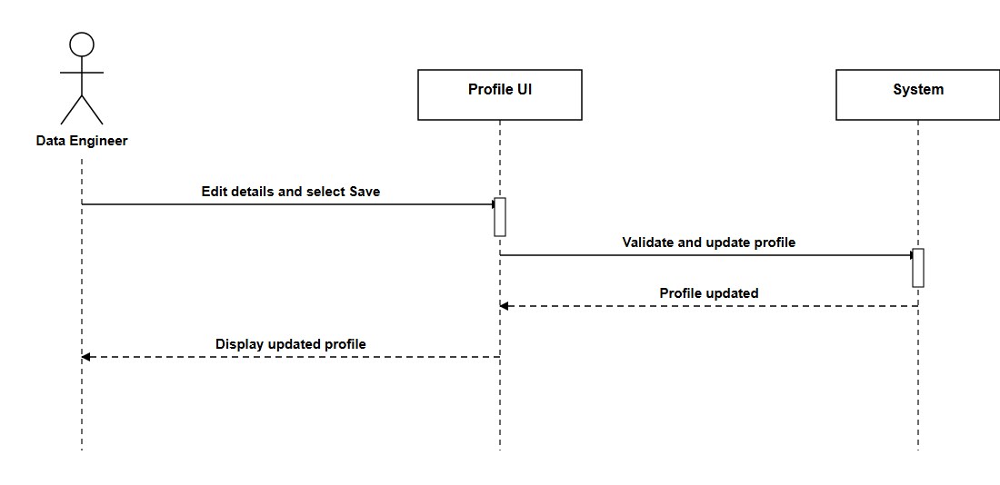 Profile UI
System
Data Engineer
Edit details and select Save
Validate and update profile
Profile updated
Display updated profile